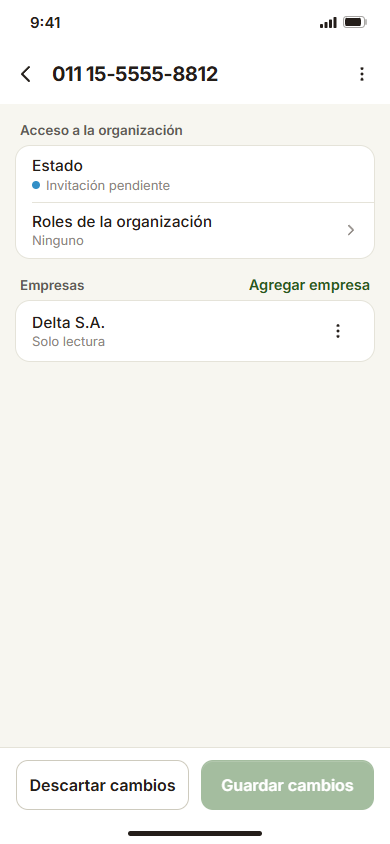 9:41
011 15-5555-8812
Acceso a la organización
Estado
Invitación pendiente
Roles de la organización
Ninguno
Empresas
Agregar empresa
Delta S.A.
Solo lectura
Descartar cambios
Guardar cambios